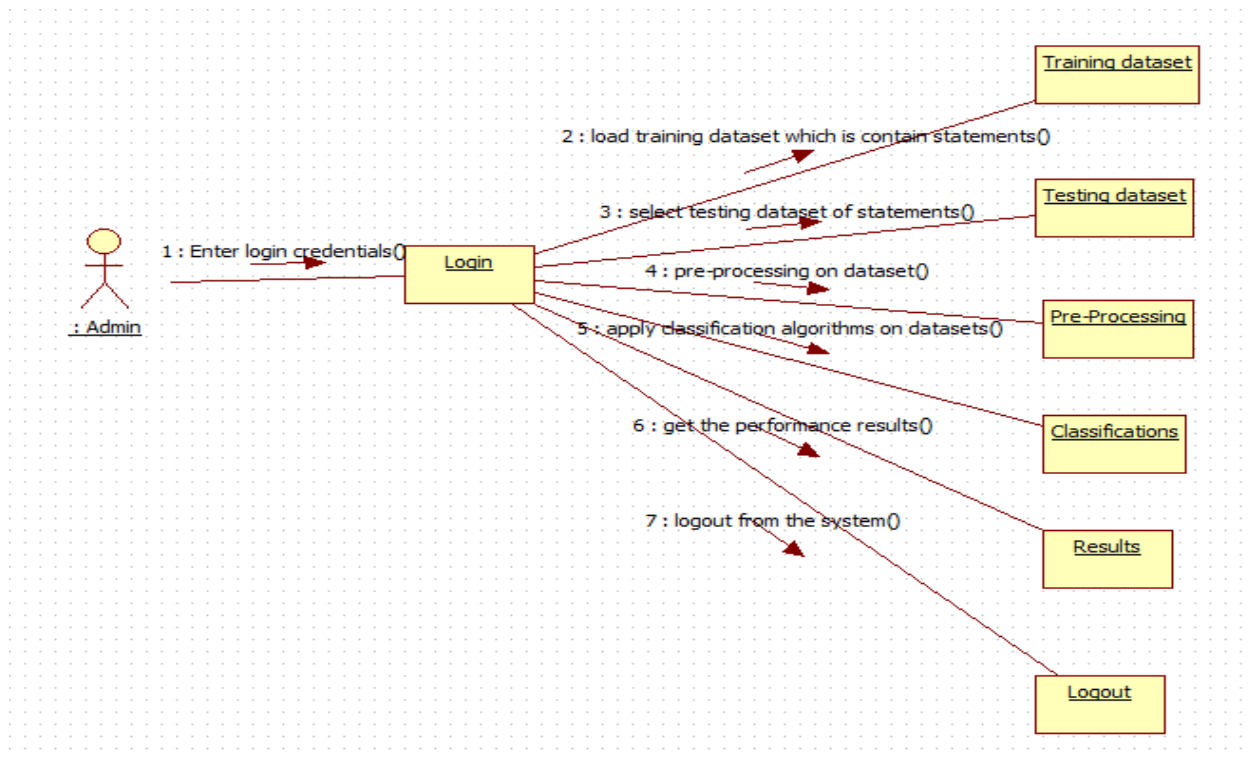 Training dataset
2 : load training dataset which is contain statements()
Testing dataset
3 : select testing dataset of statements()
1 : Enter login credentials()
Login
4 : pre-processing on dataset()
: Admin
Pre-Processing
5 : apply classification algorithms on datasets()
Classifications
6 : get the performance results()
7 : logout from the system()
Results
Logout